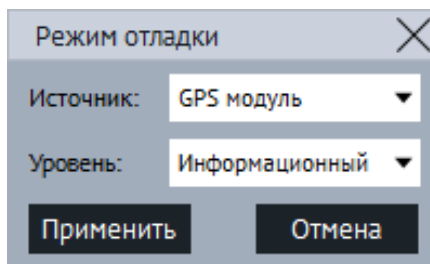 Режим отладки
Источник: GPS модуль
Уровень: Информационный
Применить Отмена